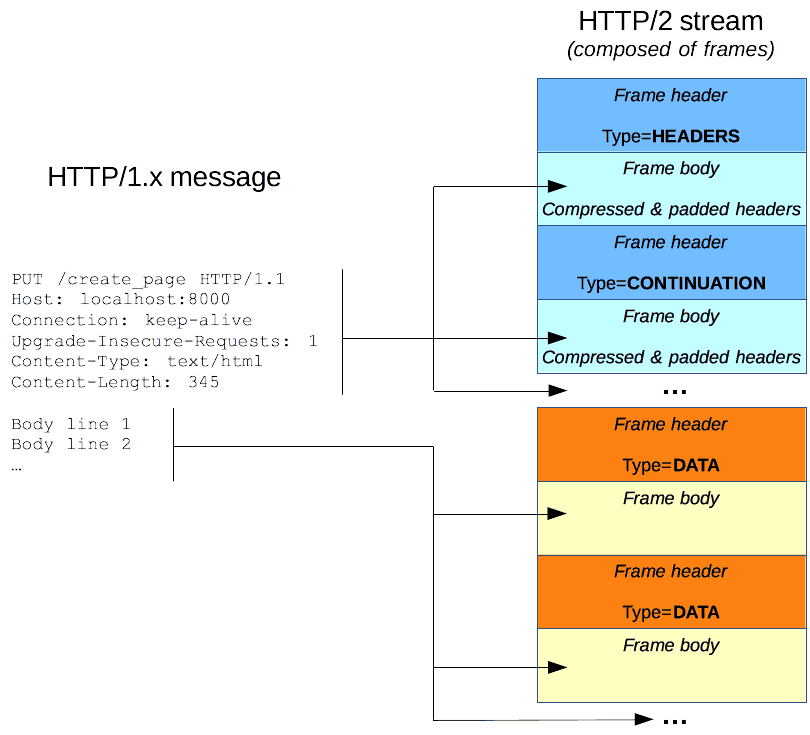 HTTP/2 stream
(composed of frames)
HTTP/1.x message
PUT /create_page HTTP/1.1
Host: localhost:8000
Connection: keep-alive
Upgrade-Insecure-Requests: 1
Content-Type: text/html
Content-Length: 345
Body line 1
Body line 2
…
Frame header
Type=HEADERS
Frame body
Compressed & padded headers
Frame header
Type=CONTINUATION
Frame body
Compressed & padded headers
...
Frame header
Type=DATA
Frame body
Frame header
Type=DATA
Frame body
...